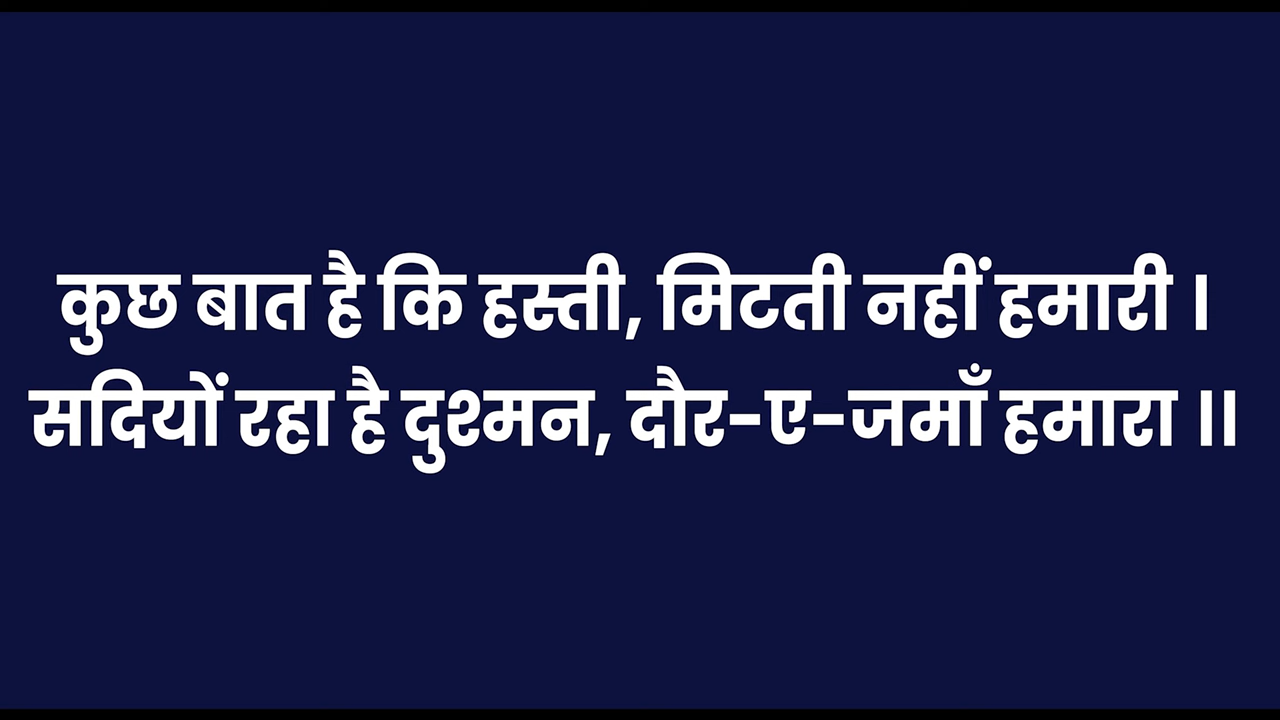 कुछ बात है कि हस्ती, मिटती नहीं हमारी ।
सदियों रहा है दुश्मन, दौर-ए-जमाँ हमारा ।।